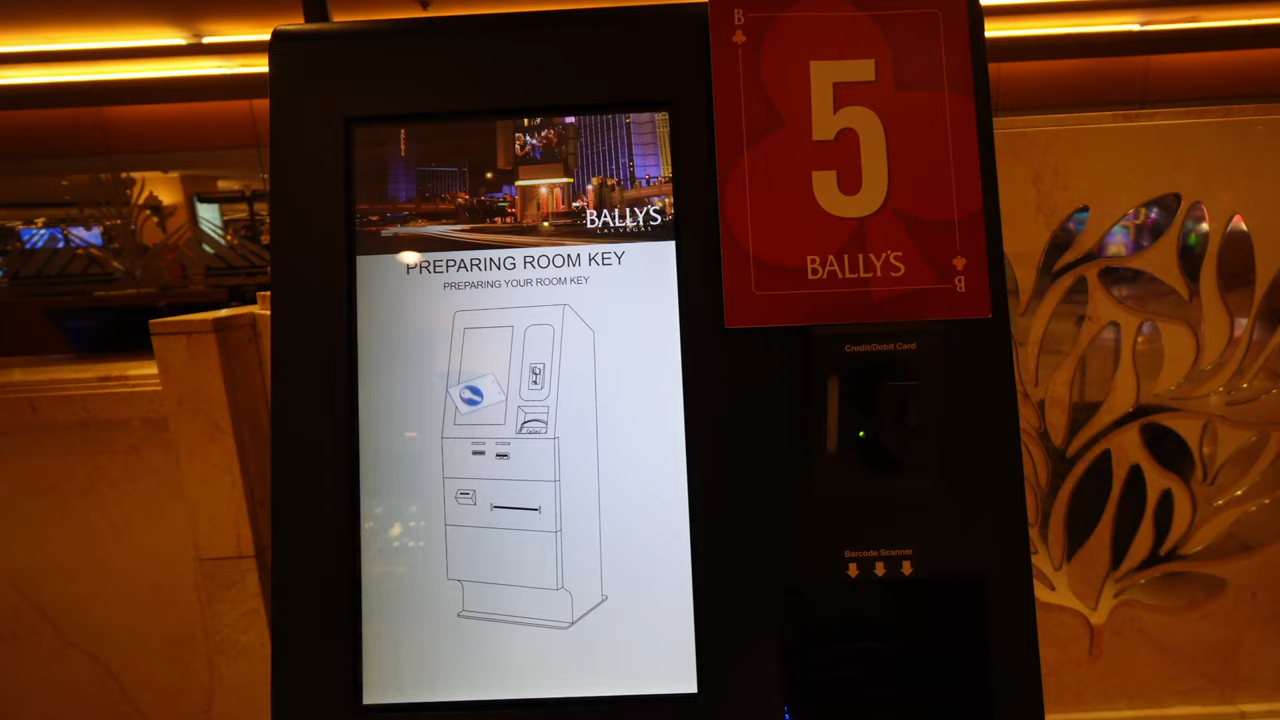 BALLY'S
LAS VEGAS
PREPARING ROOM KEY
PREPARING YOUR ROOM KEY
B
5
BALLY'S
B
Credit/Debit Card
Barcode Scanner